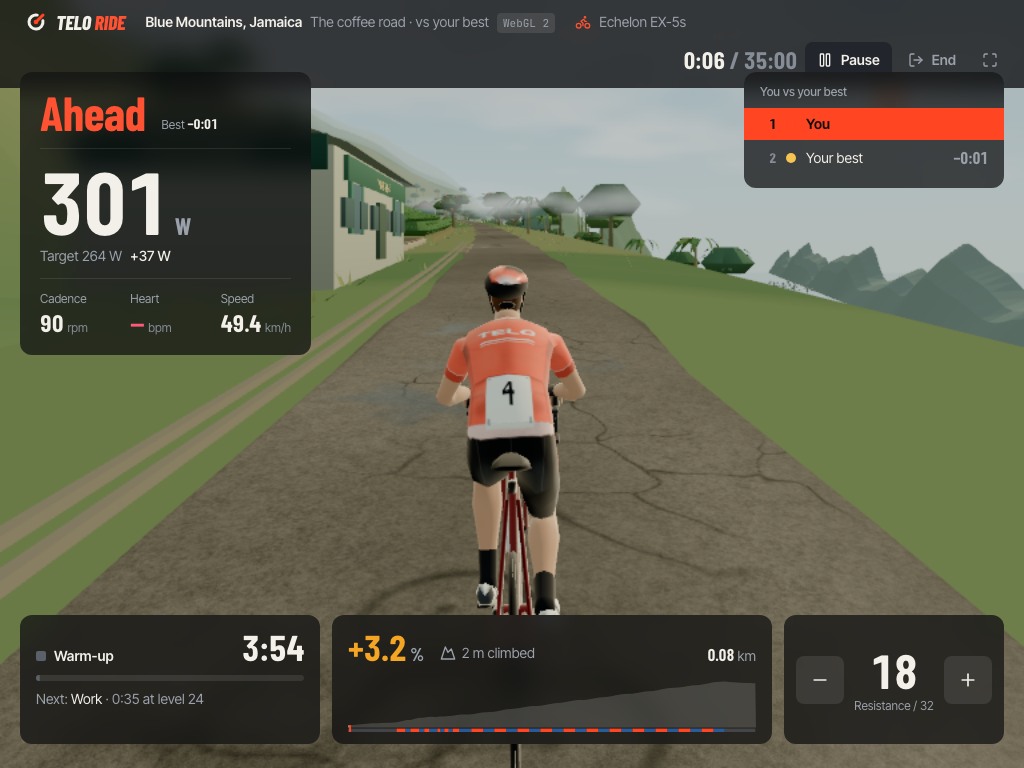 TELO RIDE
Blue Mountains, Jamaica The coffee road · vs your best WebGL 2 Echelon EX-5s
0:06 / 35:00 Pause End
Ahead Best −0:01
301 W
Target 264 W +37 W
Cadence Heart Speed
90 rpm — bpm 49.4 km/h
You vs your best
1 You
2 Your best −0:01
TELO
4
Warm-up 3:54
Next: Work · 0:35 at level 24
+3.2 % 2 m climbed 0.08 km
− 18 +
Resistance / 32